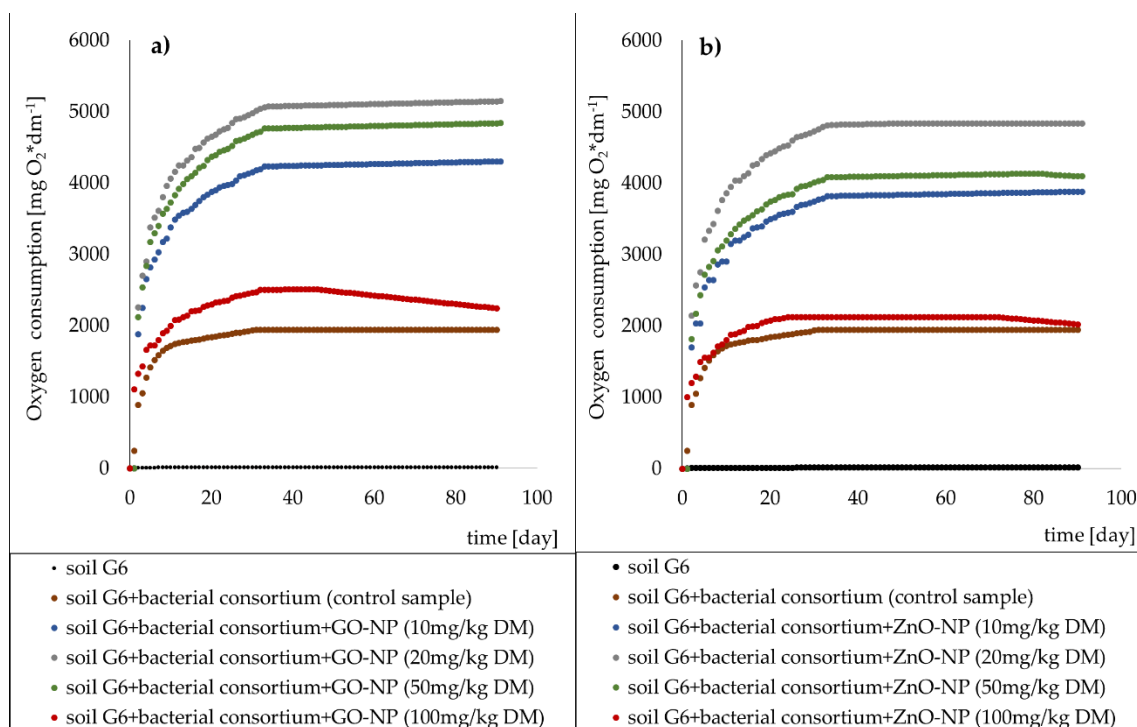 a)
Oxygen consumption [mg O₂*dm⁻¹]
6000
5000
4000
3000
2000
1000
0
0 20 40 60 80 100
time [day]
soil G6
soil G6+bacterial consortium (control sample)
soil G6+bacterial consortium+GO-NP (10mg/kg DM)
soil G6+bacterial consortium+GO-NP (20mg/kg DM)
soil G6+bacterial consortium+GO-NP (50mg/kg DM)
soil G6+bacterial consortium+GO-NP (100mg/kg DM)
b)
Oxygen consumption [mg O₂*dm⁻¹]
6000
5000
4000
3000
2000
1000
0
0 20 40 60 80 100
time [day]
soil G6
soil G6+bacterial consortium (control sample)
soil G6+bacterial consortium+ZnO-NP (10mg/kg DM)
soil G6+bacterial consortium+ZnO-NP (20mg/kg DM)
soil G6+bacterial consortium+ZnO-NP (50mg/kg DM)
soil G6+bacterial consortium+ZnO-NP (100mg/kg DM)